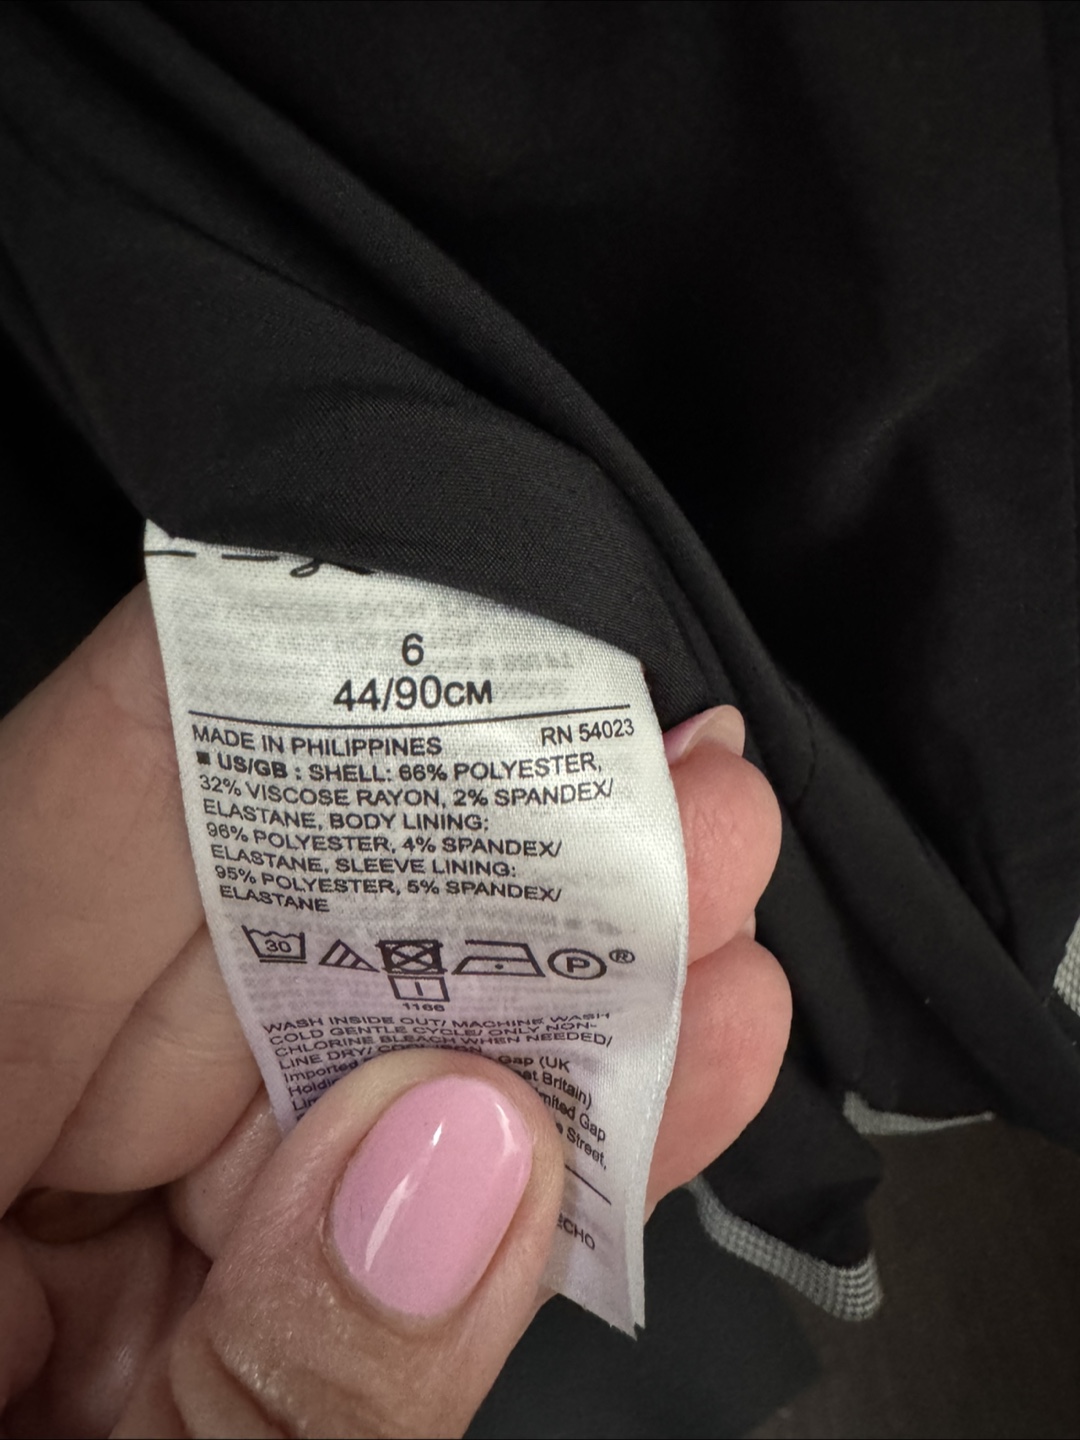 6
44/90CM
MADE IN PHILIPPINES RN 54023
US/GB : SHELL: 66% POLYESTER,
32% VISCOSE RAYON, 2% SPANDEX/
ELASTANE, BODY LINING:
96% POLYESTER, 4% SPANDEX/
ELASTANE, SLEEVE LINING:
95% POLYESTER, 5% SPANDEX/
ELASTANE
30 P ®
1166
WASH INSIDE OUT/ MACHINE WASH
COLD GENTLE CYCLE/ ONLY NON-
CHLORINE BLEACH WHEN NEEDED/
LINE DRY/ COOL IRON
Imported Gap (UK
Britain)
Gap
Street,